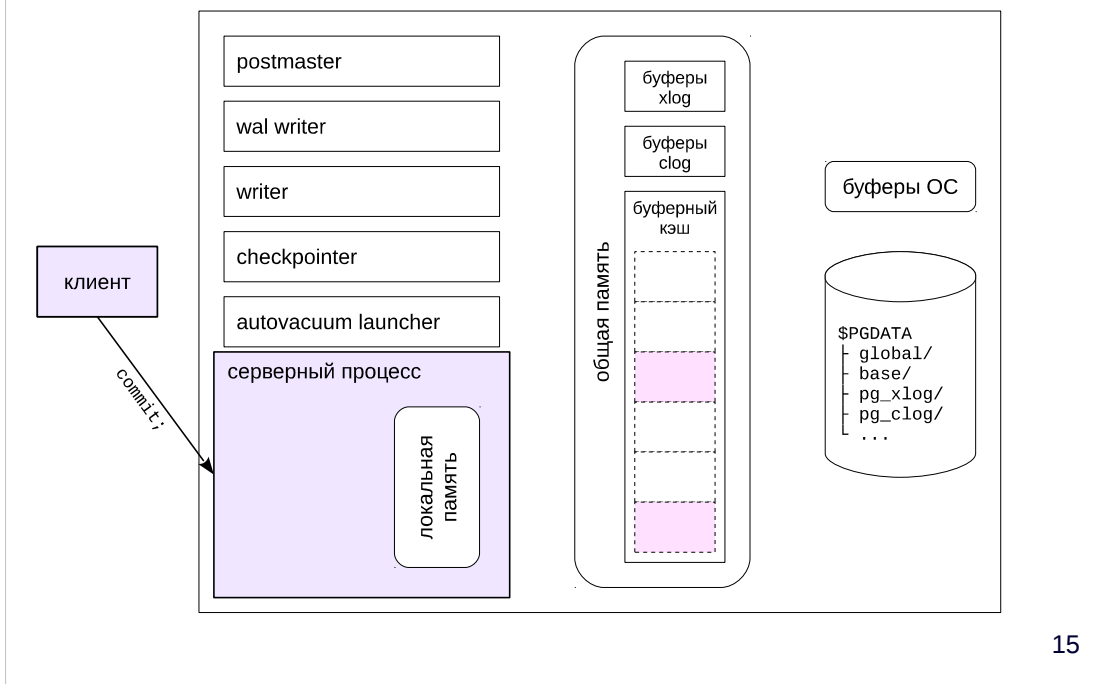 postmaster
wal writer
writer
checkpointer
autovacuum launcher
клиент
commit;
серверный процесс
локальная
память
общая память
буферы
xlog
буферы
clog
буферный
кэш
буферы ОС
$PGDATA
global/
base/
pg_xlog/
pg_clog/
...
15